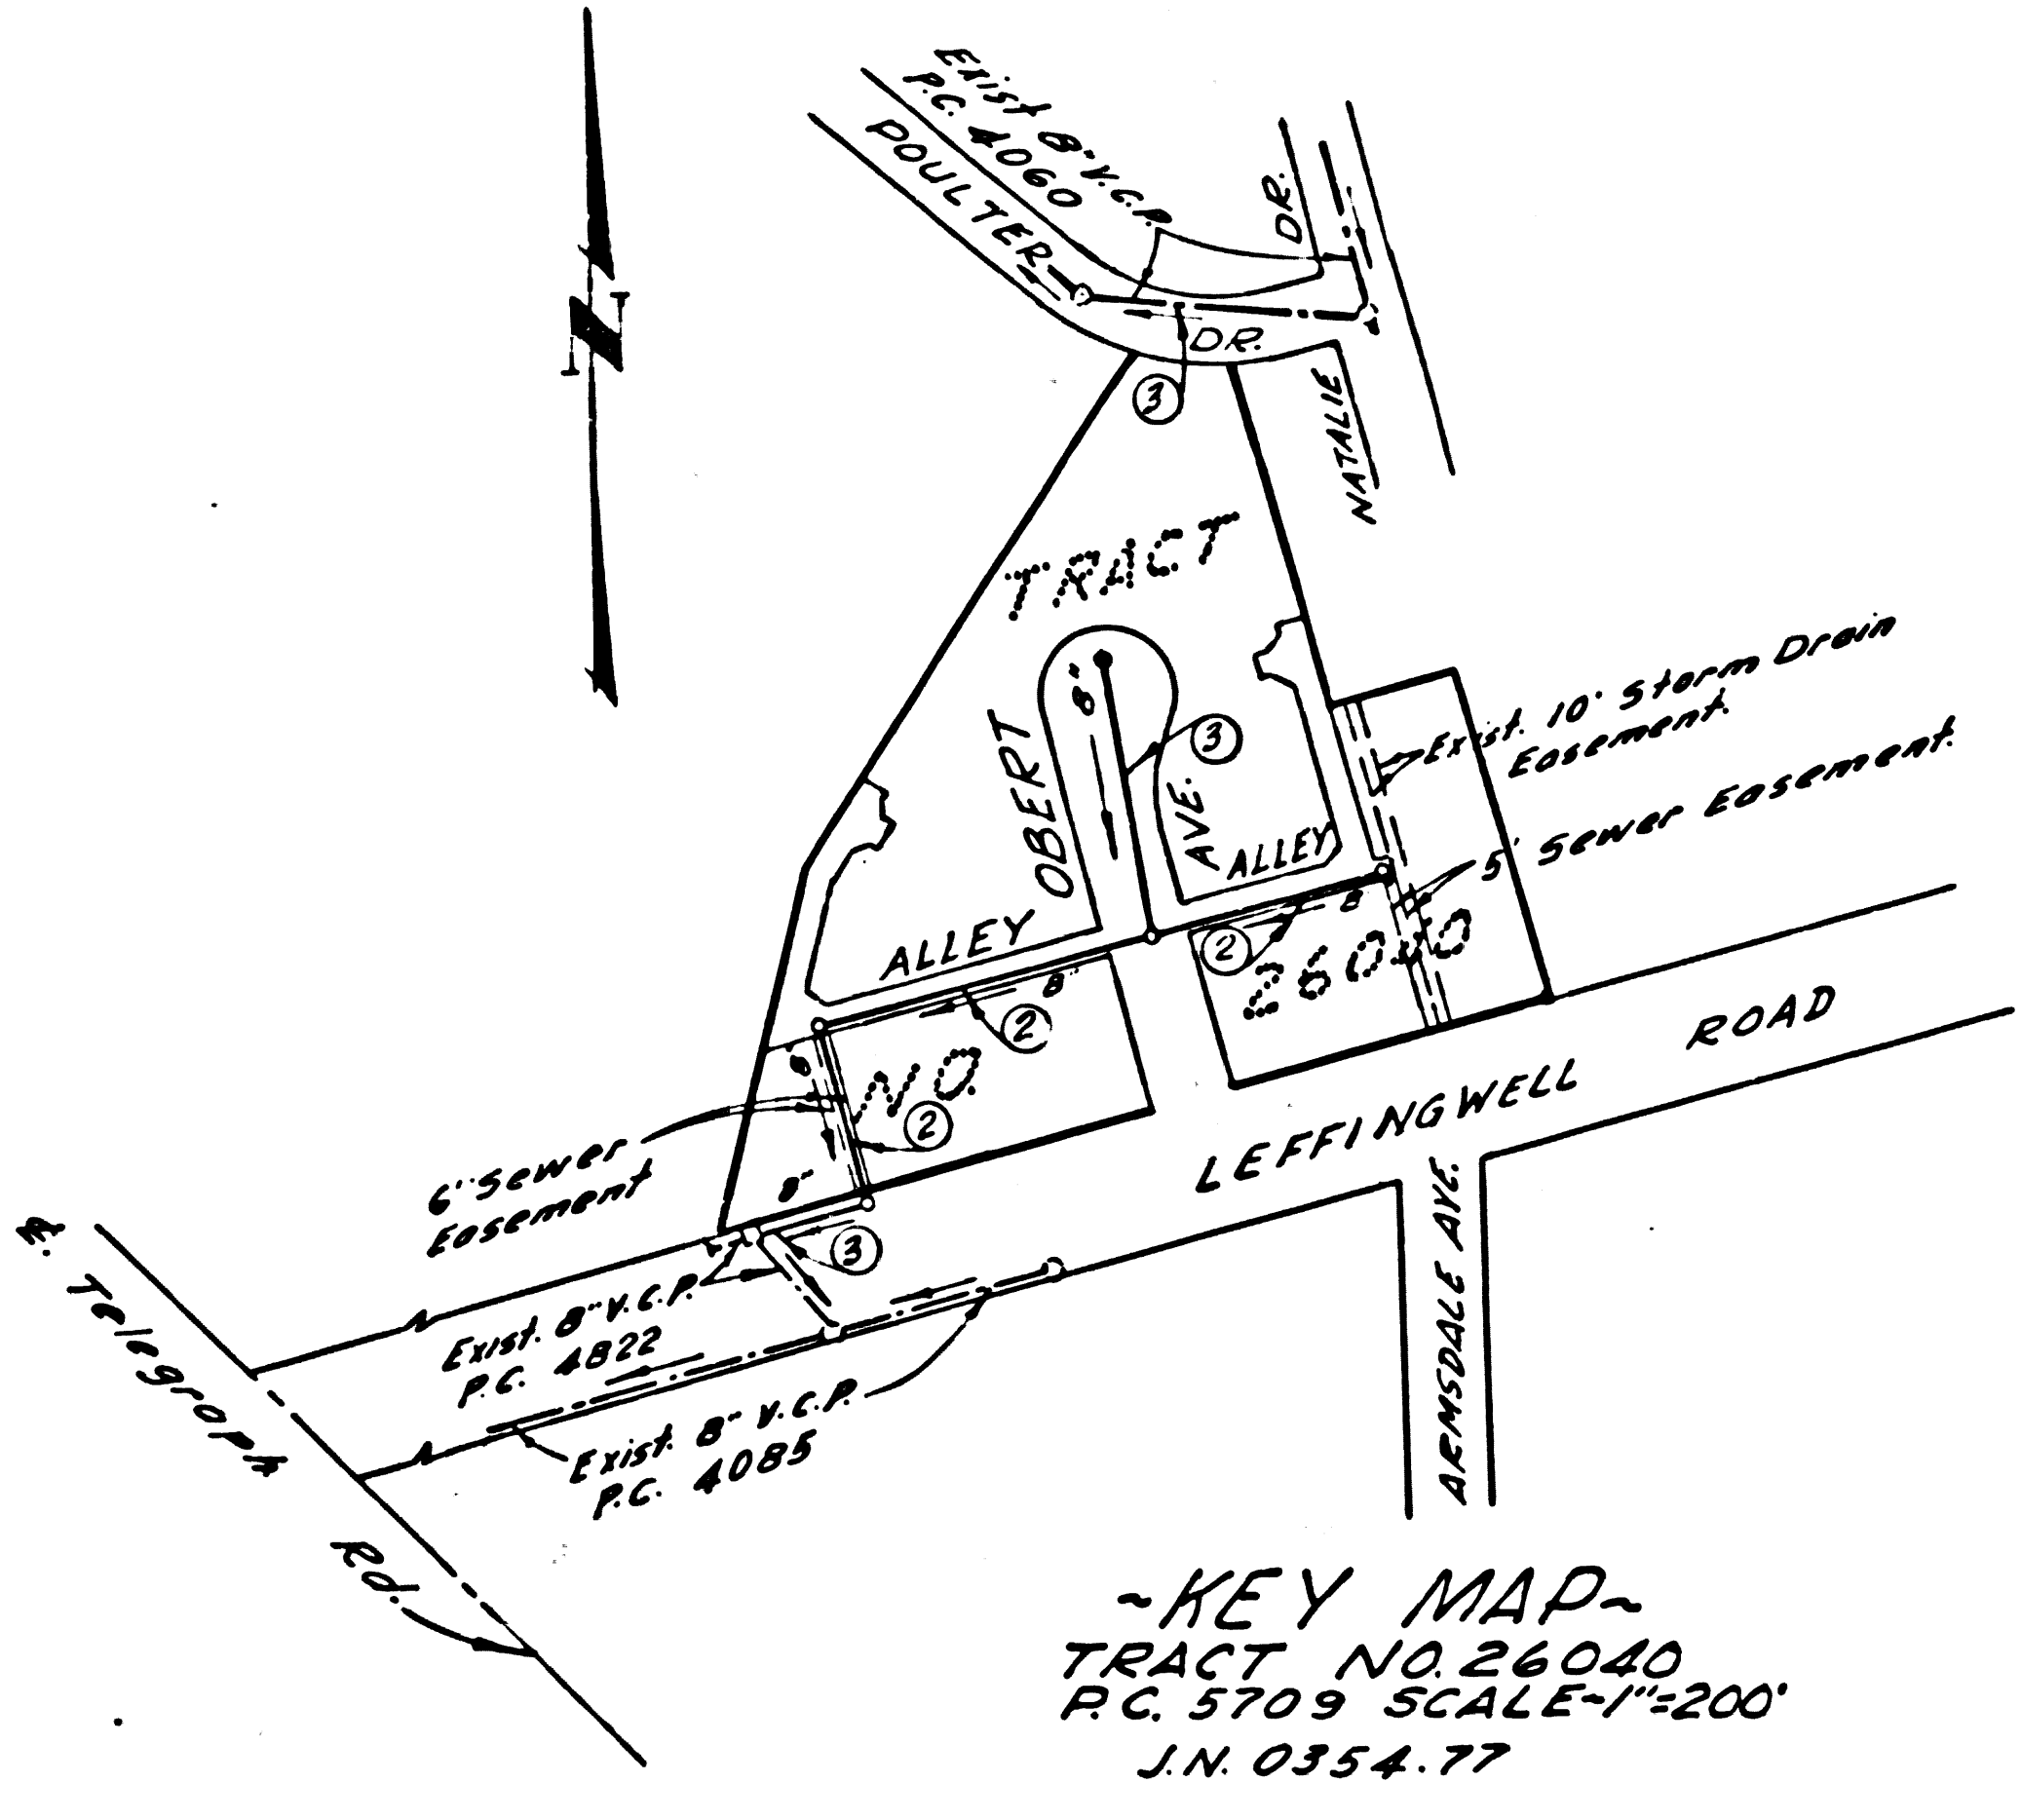 Exist 8" V.C.P.
P.C. 4060
POULTER
DR.
DR.
N
3
NATALIE
TRACT
Exist. 10' Storm Drain
Easement.
8"
3
OBERT
AVE.
ALLEY
5' Sewer Easement.
8"
2
26040
ALLEY
8"
2
8"
NO.
2
ROAD
LEFFINGWELL
6' Sewer
Easement
8"
3
ARMSDALE AVE.
Telegraph
Rd.
Exist. 8" V.C.P.
P.C. 4822
Exist. 8" V.C.P.
P.C. 4085
~KEY MAP~
TRACT NO. 26040
P.C. 5709 SCALE~1"=200'
J.N. 0354.77